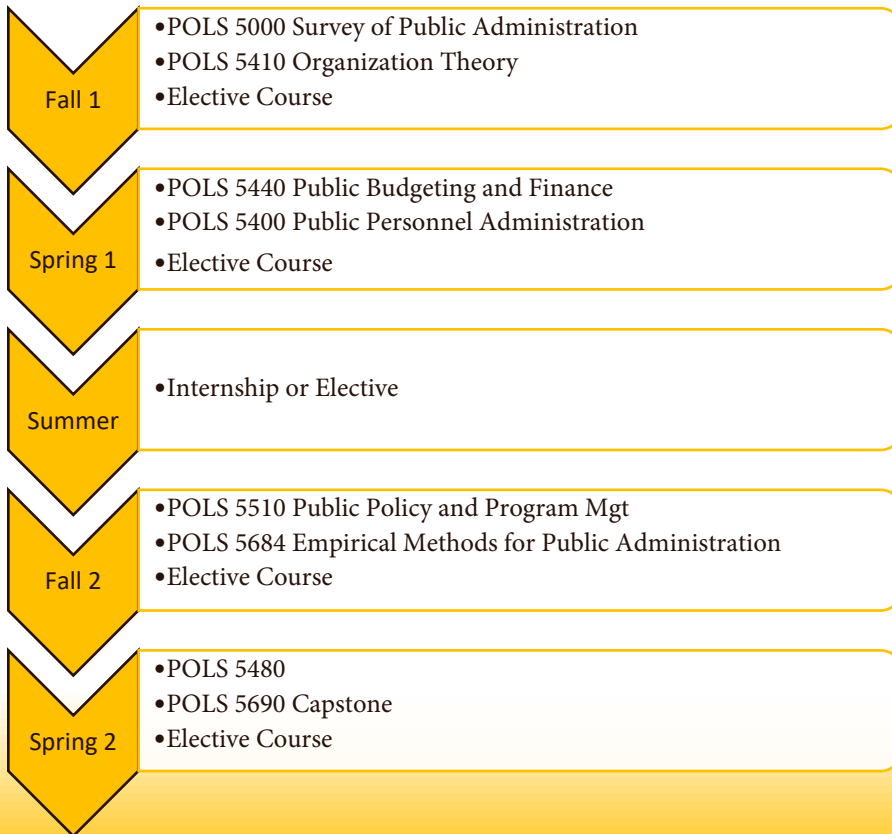 Fall 1
•POLS 5000 Survey of Public Administration
•POLS 5410 Organization Theory
•Elective Course
Spring 1
•POLS 5440 Public Budgeting and Finance
•POLS 5400 Public Personnel Administration
•Elective Course
Summer
•Internship or Elective
Fall 2
•POLS 5510 Public Policy and Program Mgt
•POLS 5684 Empirical Methods for Public Administration
•Elective Course
Spring 2
•POLS 5480
•POLS 5690 Capstone
•Elective Course